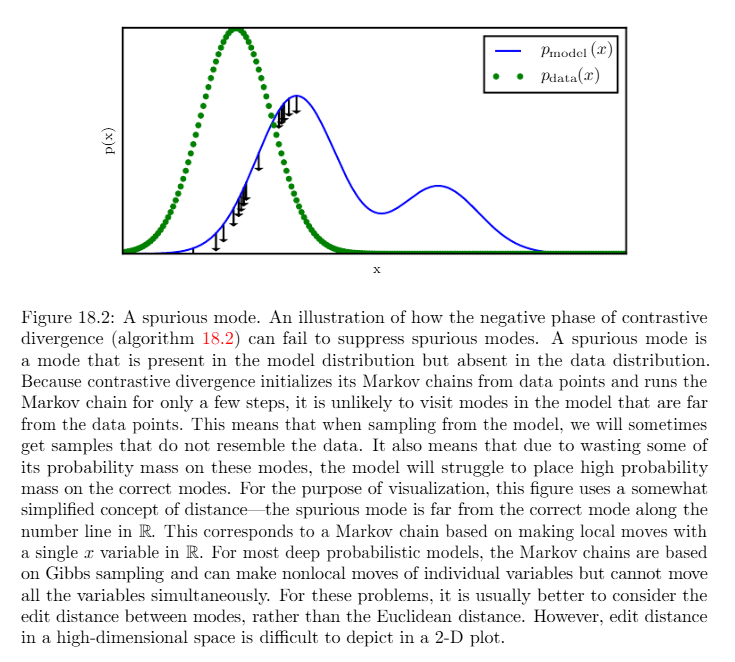 p_model(x)
p_data(x)
p(x)
x
Figure 18.2: A spurious mode. An illustration of how the negative phase of contrastive
divergence (algorithm 18.2) can fail to suppress spurious modes. A spurious mode is
a mode that is present in the model distribution but absent in the data distribution.
Because contrastive divergence initializes its Markov chains from data points and runs the
Markov chain for only a few steps, it is unlikely to visit modes in the model that are far
from the data points. This means that when sampling from the model, we will sometimes
get samples that do not resemble the data. It also means that due to wasting some of
its probability mass on these modes, the model will struggle to place high probability
mass on the correct modes. For the purpose of visualization, this figure uses a somewhat
simplified concept of distance—the spurious mode is far from the correct mode along the
number line in ℝ. This corresponds to a Markov chain based on making local moves with
a single x variable in ℝ. For most deep probabilistic models, the Markov chains are based
on Gibbs sampling and can make nonlocal moves of individual variables but cannot move
all the variables simultaneously. For these problems, it is usually better to consider the
edit distance between modes, rather than the Euclidean distance. However, edit distance
in a high-dimensional space is difficult to depict in a 2-D plot.